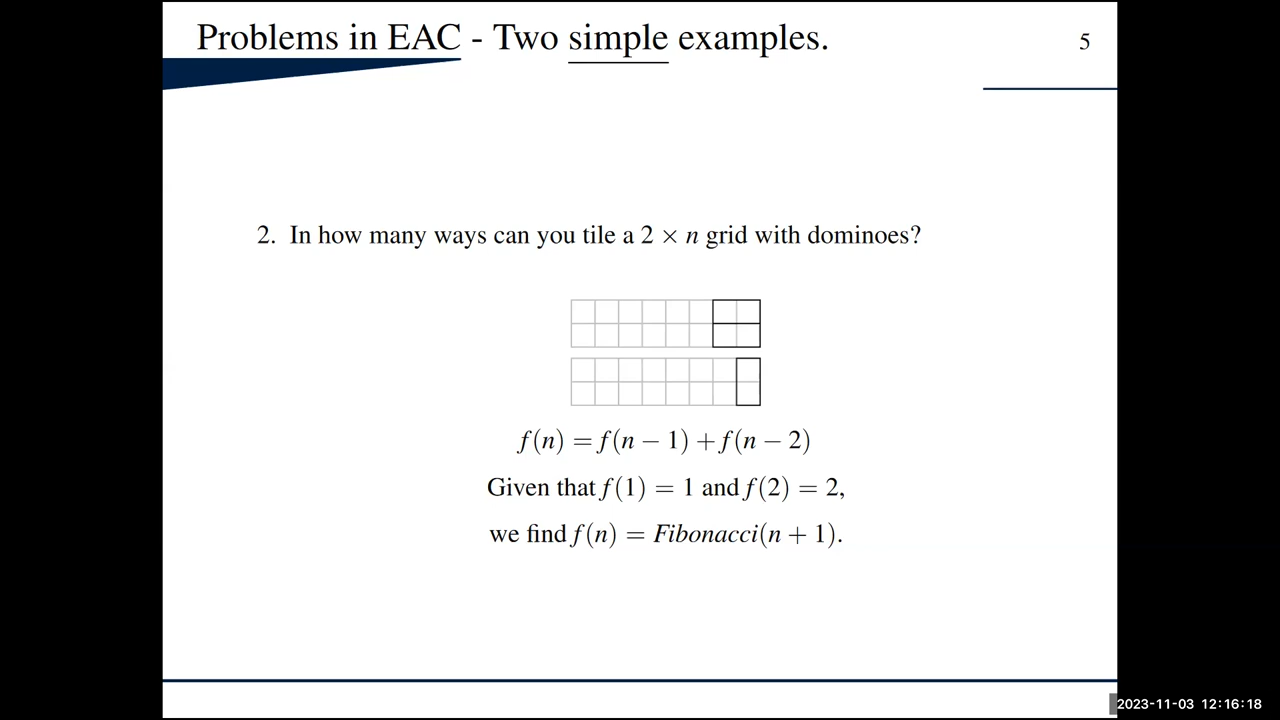 Problems in EAC - Two simple examples.
5
2. In how many ways can you tile a 2 × n grid with dominoes?
f(n) = f(n − 1) + f(n − 2)
Given that f(1) = 1 and f(2) = 2,
we find f(n) = Fibonacci(n + 1).
2023-11-03 12:16:18